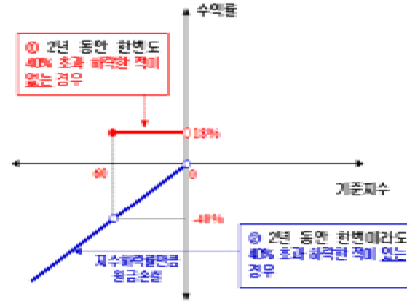 수익률
① 2년 동안 한번도
40% 초과 하락한 적이
없는 경우
18%
60
0
기준지수
-40%
지수하락률만큼
원금손실
② 2년 동안 한번이라도
40% 초과 하락한 적이 있는
경우